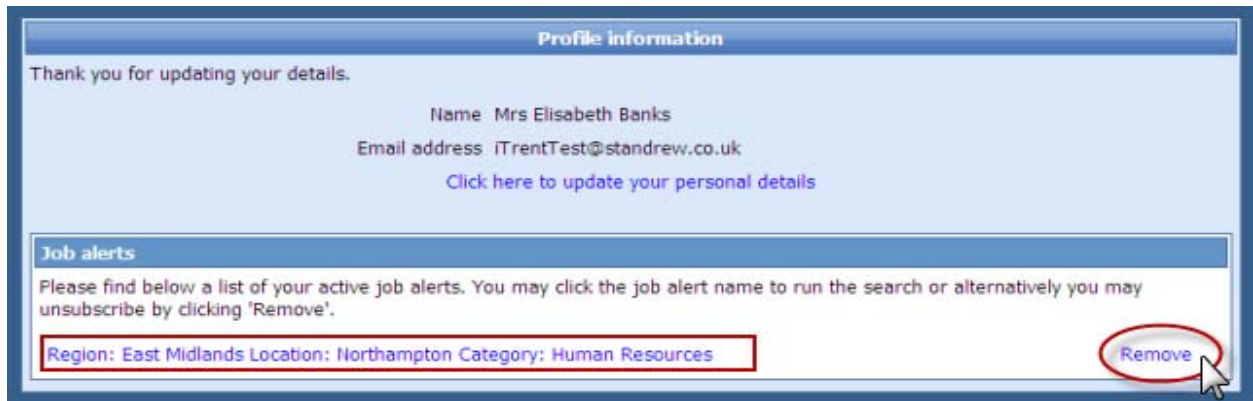 Profile information
Thank you for updating your details.
Name Mrs Elisabeth Banks
Email address iTrentTest@standrew.co.uk
Click here to update your personal details
Job alerts
Please find below a list of your active job alerts. You may click the job alert name to run the search or alternatively you may
unsubscribe by clicking 'Remove'.
Region: East Midlands Location: Northampton Category: Human Resources Remove